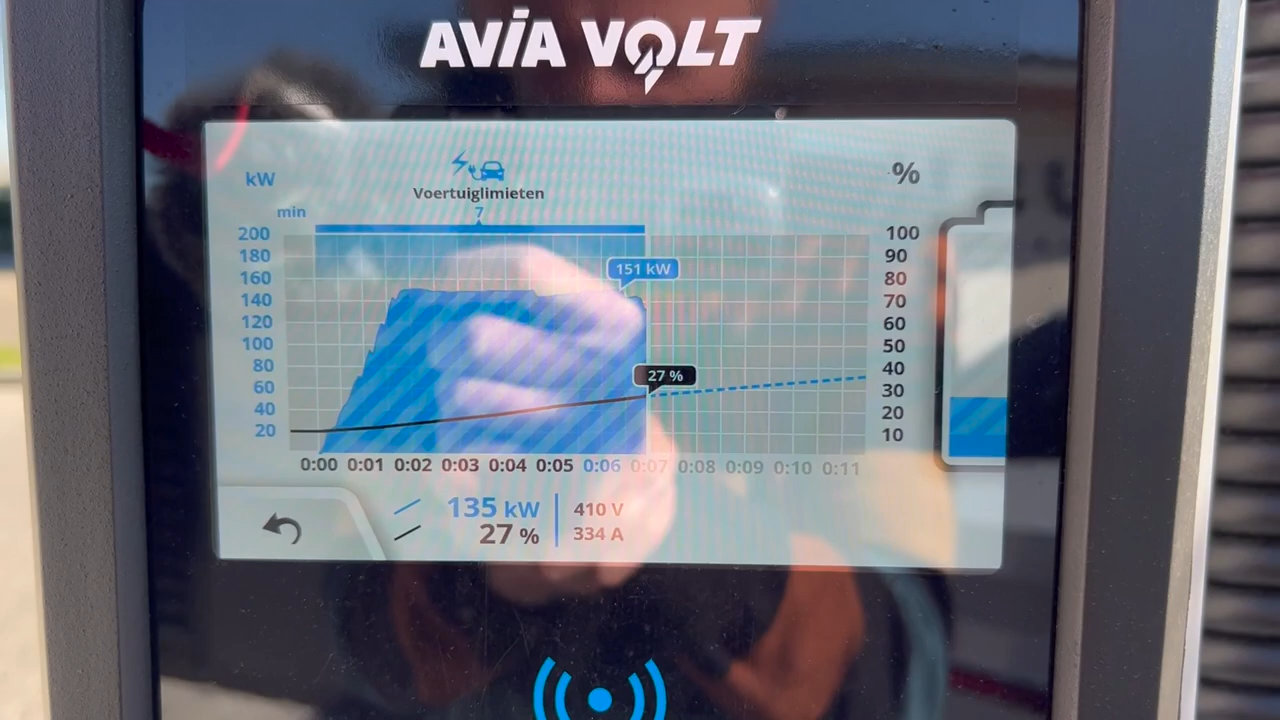 AVIA VOLT
kW
%
Voertuiglimieten
min
7
200
180
160
140
120
100
80
60
40
20
100
90
80
70
60
50
40
30
20
10
151 kW
27 %
0:00 0:01 0:02 0:03 0:04 0:05 0:06 0:07 0:08 0:09 0:10 0:11
135 kW
27 %
410 V
334 A